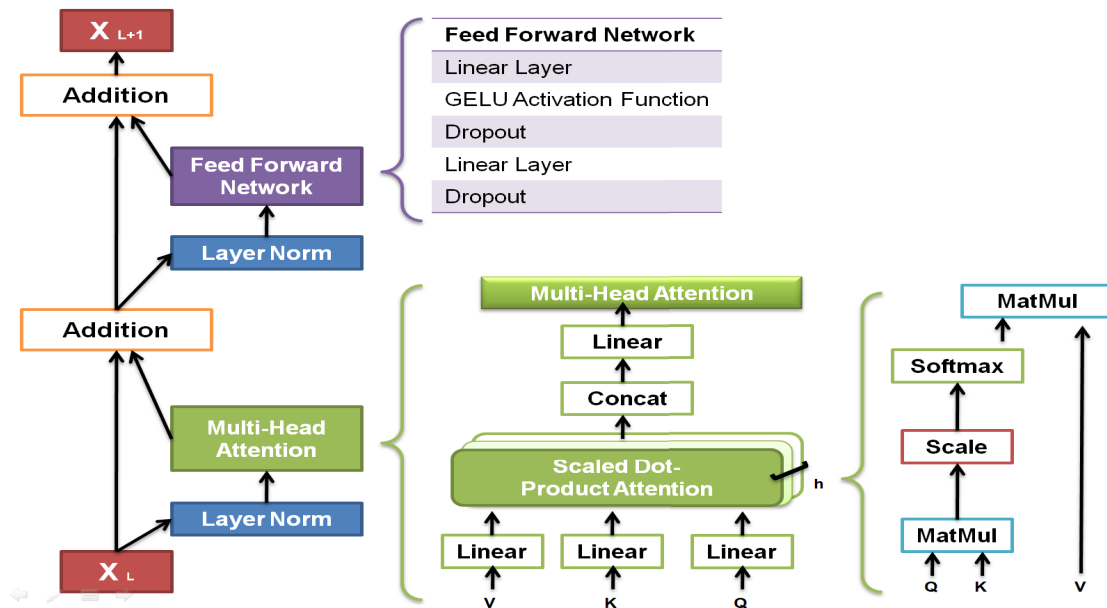 X L+1
Addition
Feed Forward
Network
Layer Norm
Addition
Multi-Head
Attention
Layer Norm
X L
Feed Forward Network
Linear Layer
GELU Activation Function
Dropout
Linear Layer
Dropout
Multi-Head Attention
Linear
Concat
Scaled Dot-
Product Attention
h
Linear
Linear
Linear
V
K
Q
MatMul
Softmax
Scale
MatMul
Q
K
V